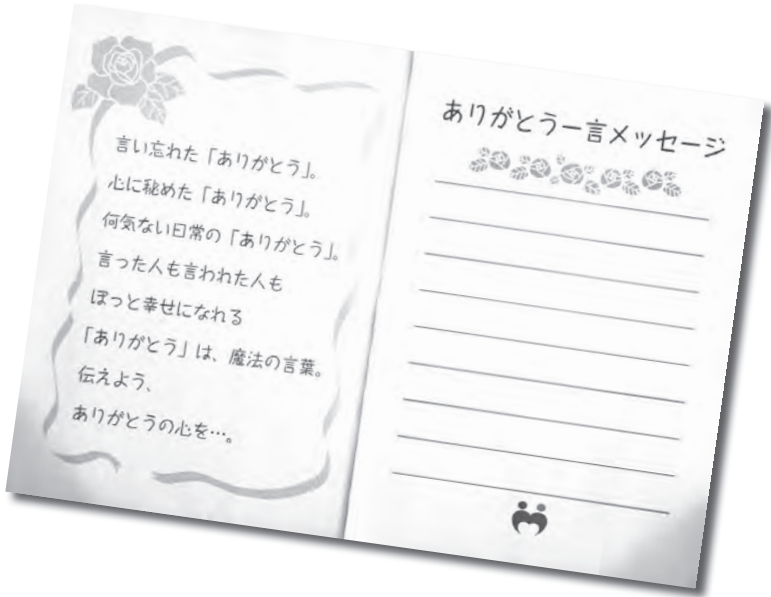 言い忘れた「ありがとう」。
心に秘めた「ありがとう」。
何気ない日常の「ありがとう」。
言った人も言われた人も
ぽっと幸せになれる
「ありがとう」は、魔法の言葉。
伝えよう、
ありがとうの心を…。
ありがとう一言メッセージ